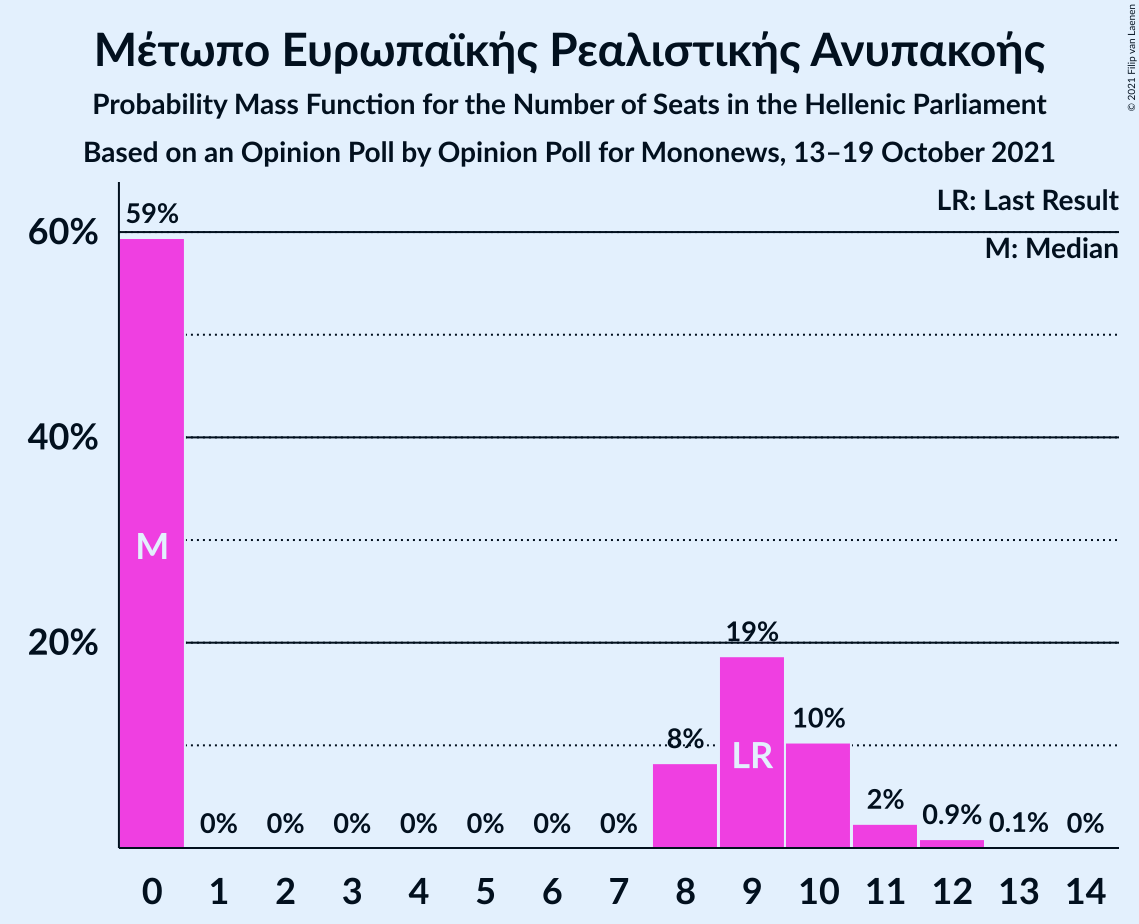 Μέτωπο Ευρωπαϊκής Ρεαλιστικής Ανυπακοής
Probability Mass Function for the Number of Seats in the Hellenic Parliament
Based on an Opinion Poll by Opinion Poll for Mononews, 13–19 October 2021
© 2021 Filip van Laenen
LR: Last Result
M: Median
60%
40%
20%
59%
0%
0%
0%
0%
0%
0%
0%
8%
19%
10%
2%
0.9%
0.1%
0%
M
LR
0 1 2 3 4 5 6 7 8 9 10 11 12 13 14